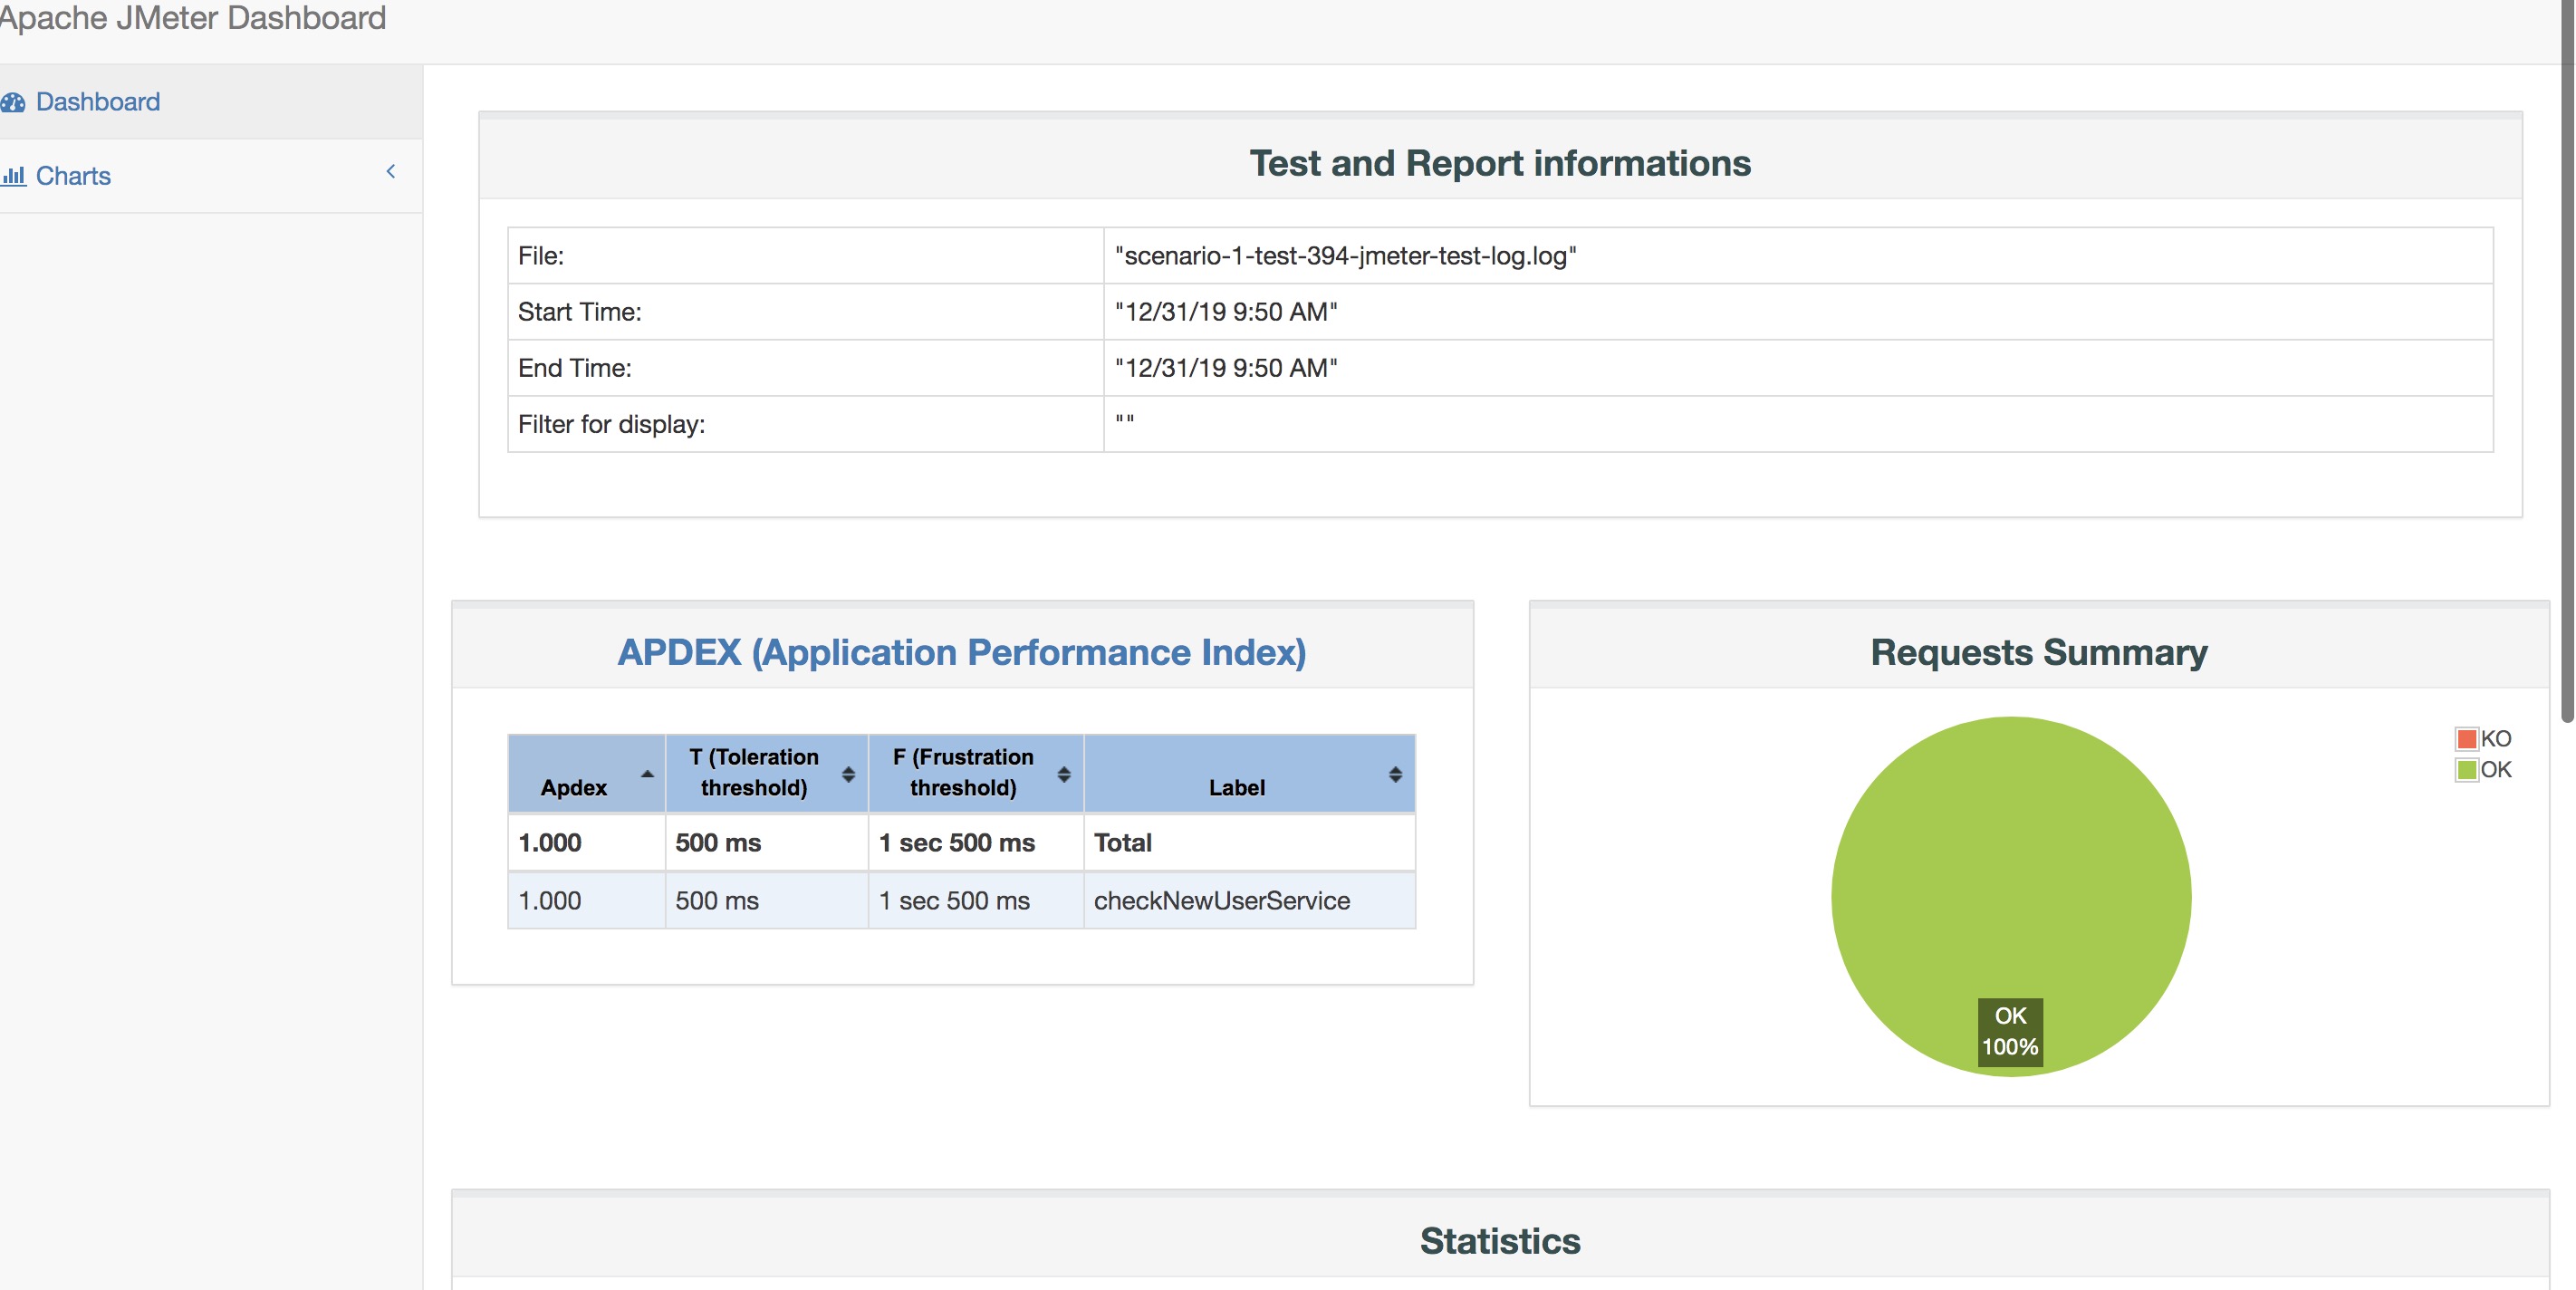 Apache JMeter Dashboard
Dashboard
Charts
Test and Report informations
File: "scenario-1-test-394-jmeter-test-log.log"
Start Time: "12/31/19 9:50 AM"
End Time: "12/31/19 9:50 AM"
Filter for display: ""
APDEX (Application Performance Index)
Apdex T (Toleration threshold) F (Frustration threshold) Label
1.000 500 ms 1 sec 500 ms Total
1.000 500 ms 1 sec 500 ms checkNewUserService
Requests Summary
KO
OK
OK
100%
Statistics